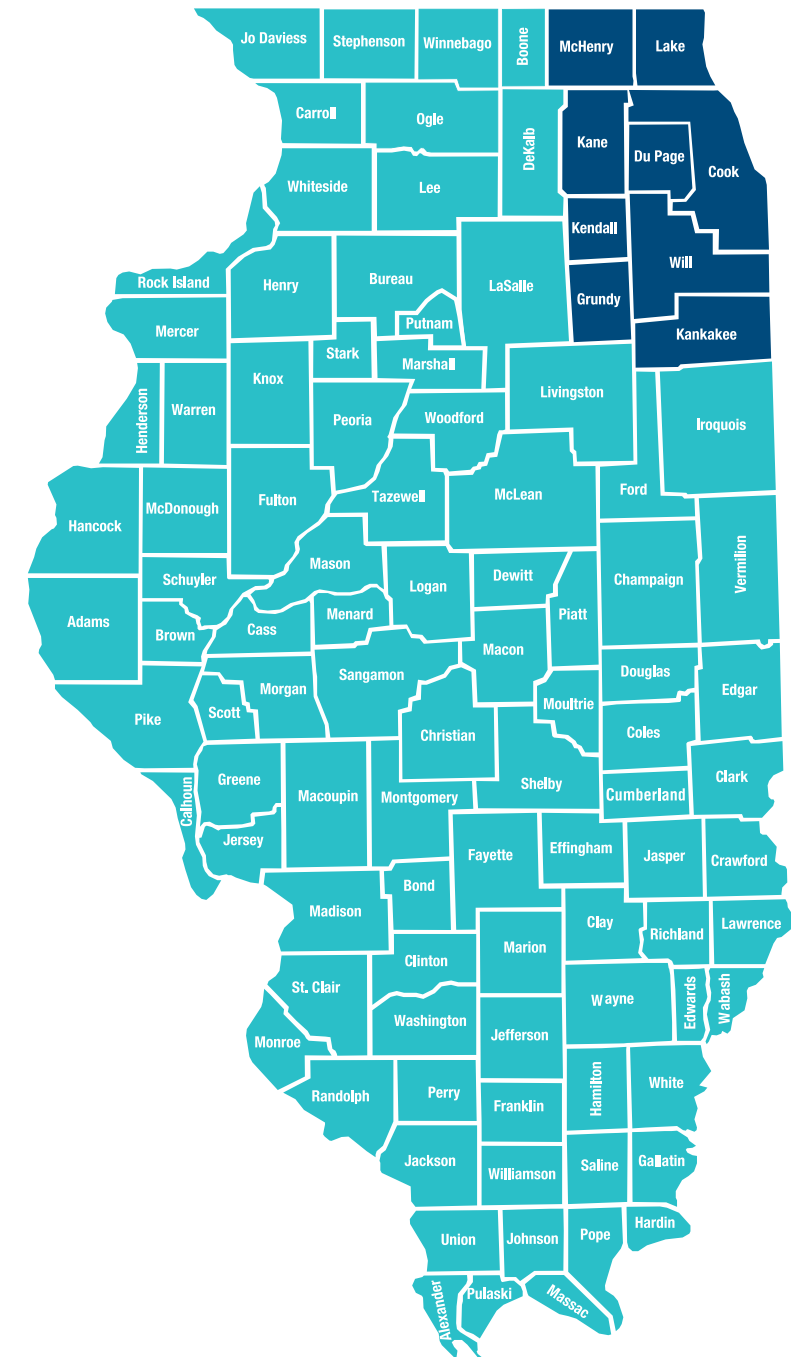 Jo Daviess
Stephenson
Winnebago
Boone
McHenry
Lake
Carroll
Ogle
DeKalb
Kane
Du Page
Cook
Whiteside
Lee
Kendall
Will
Rock Island
Henry
Bureau
LaSalle
Grundy
Mercer
Putnam
Kankakee
Stark
Marshall
Knox
Livingston
Henderson
Warren
Peoria
Woodford
Iroquois
Hancock
McDonough
Fulton
Tazewell
McLean
Ford
Mason
Schuyler
Logan
Dewitt
Champaign
Vermilion
Adams
Brown
Cass
Menard
Piatt
Macon
Sangamon
Douglas
Pike
Scott
Morgan
Moultrie
Edgar
Christian
Coles
Greene
Calhoun
Macoupin
Montgomery
Shelby
Cumberland
Clark
Jersey
Fayette
Effingham
Jasper
Crawford
Bond
Madison
Clay
Richland
Lawrence
Marion
Clinton
St. Clair
Wayne
Edwards
Wabash
Washington
Monroe
Jefferson
Randolph
Perry
Hamilton
White
Franklin
Jackson
Williamson
Saline
Gallatin
Union
Johnson
Pope
Hardin
Alexander
Pulaski
Massac